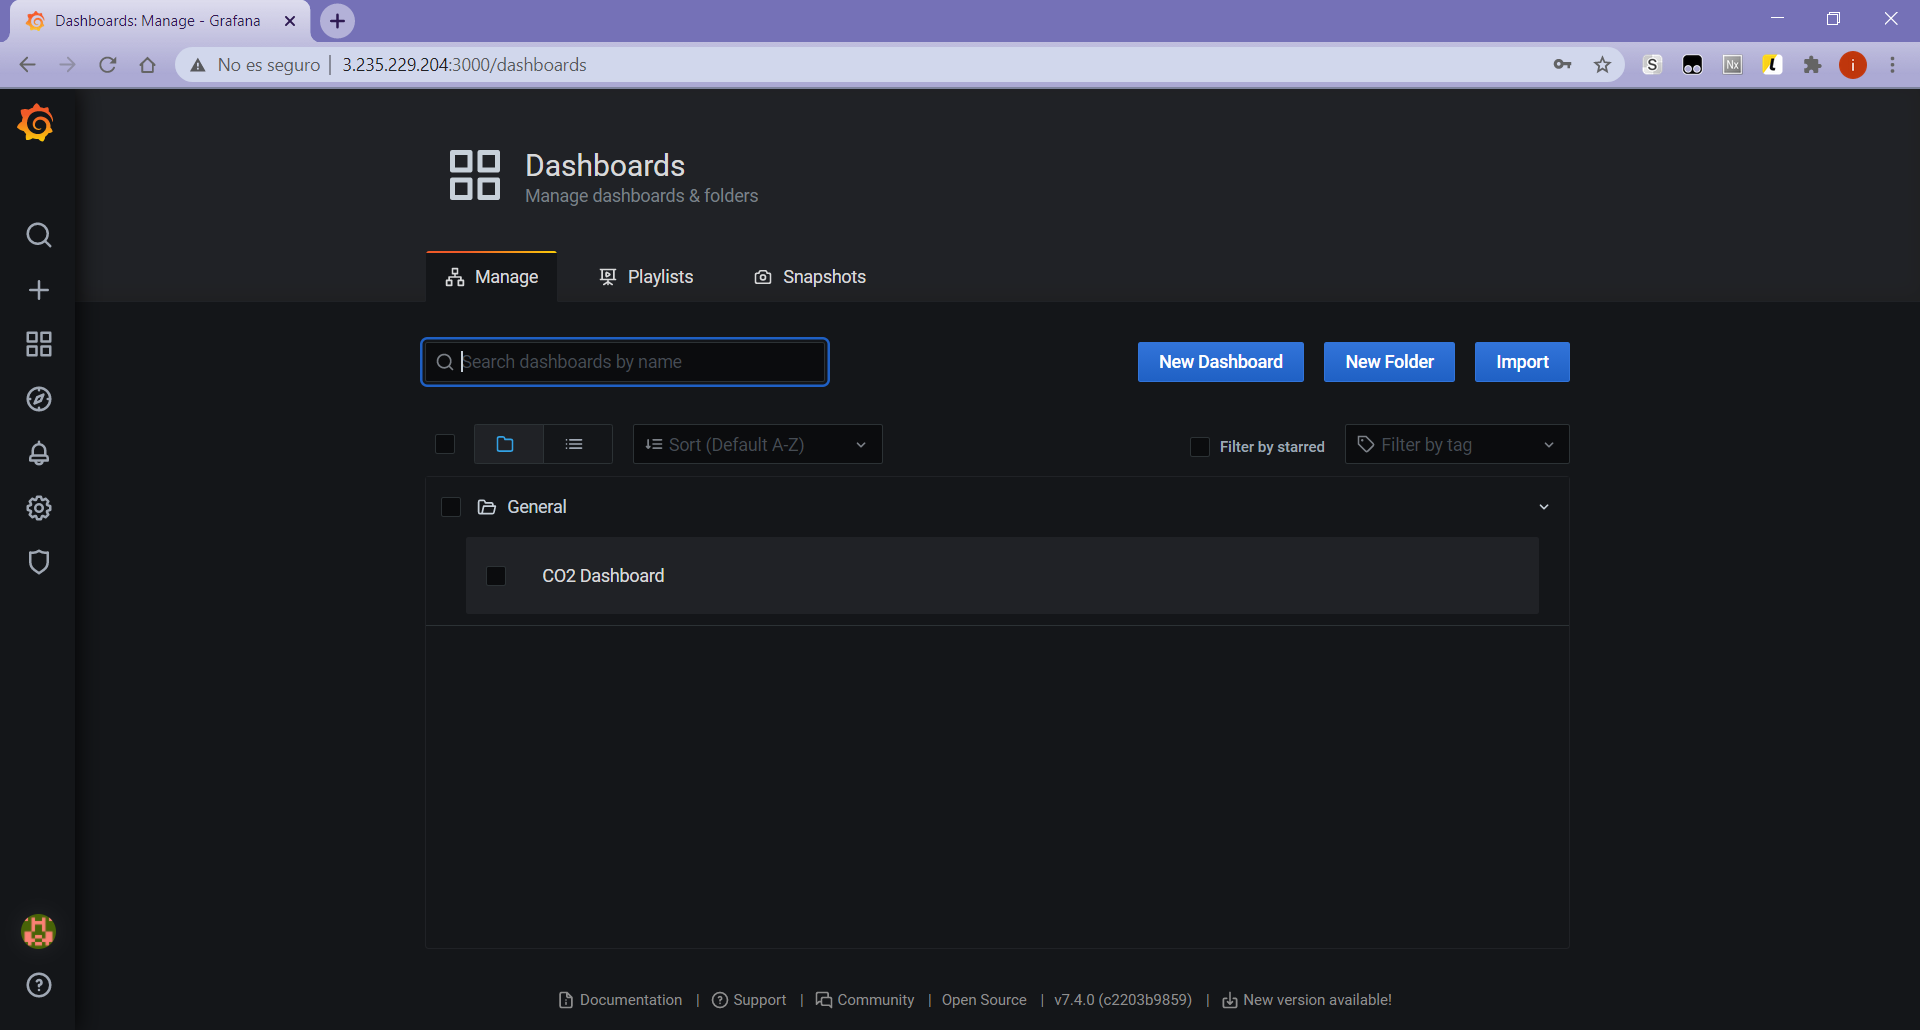 Dashboards: Manage - Grafana
No es seguro | 3.235.229.204:3000/dashboards
S
Nx
i
Dashboards
Manage dashboards & folders
Manage
Playlists
Snapshots
Search dashboards by name
New Dashboard
New Folder
Import
Sort (Default A-Z)
Filter by starred
Filter by tag
General
CO2 Dashboard
Documentation | Support | Community | Open Source | v7.4.0 (c2203b9859) | New version available!